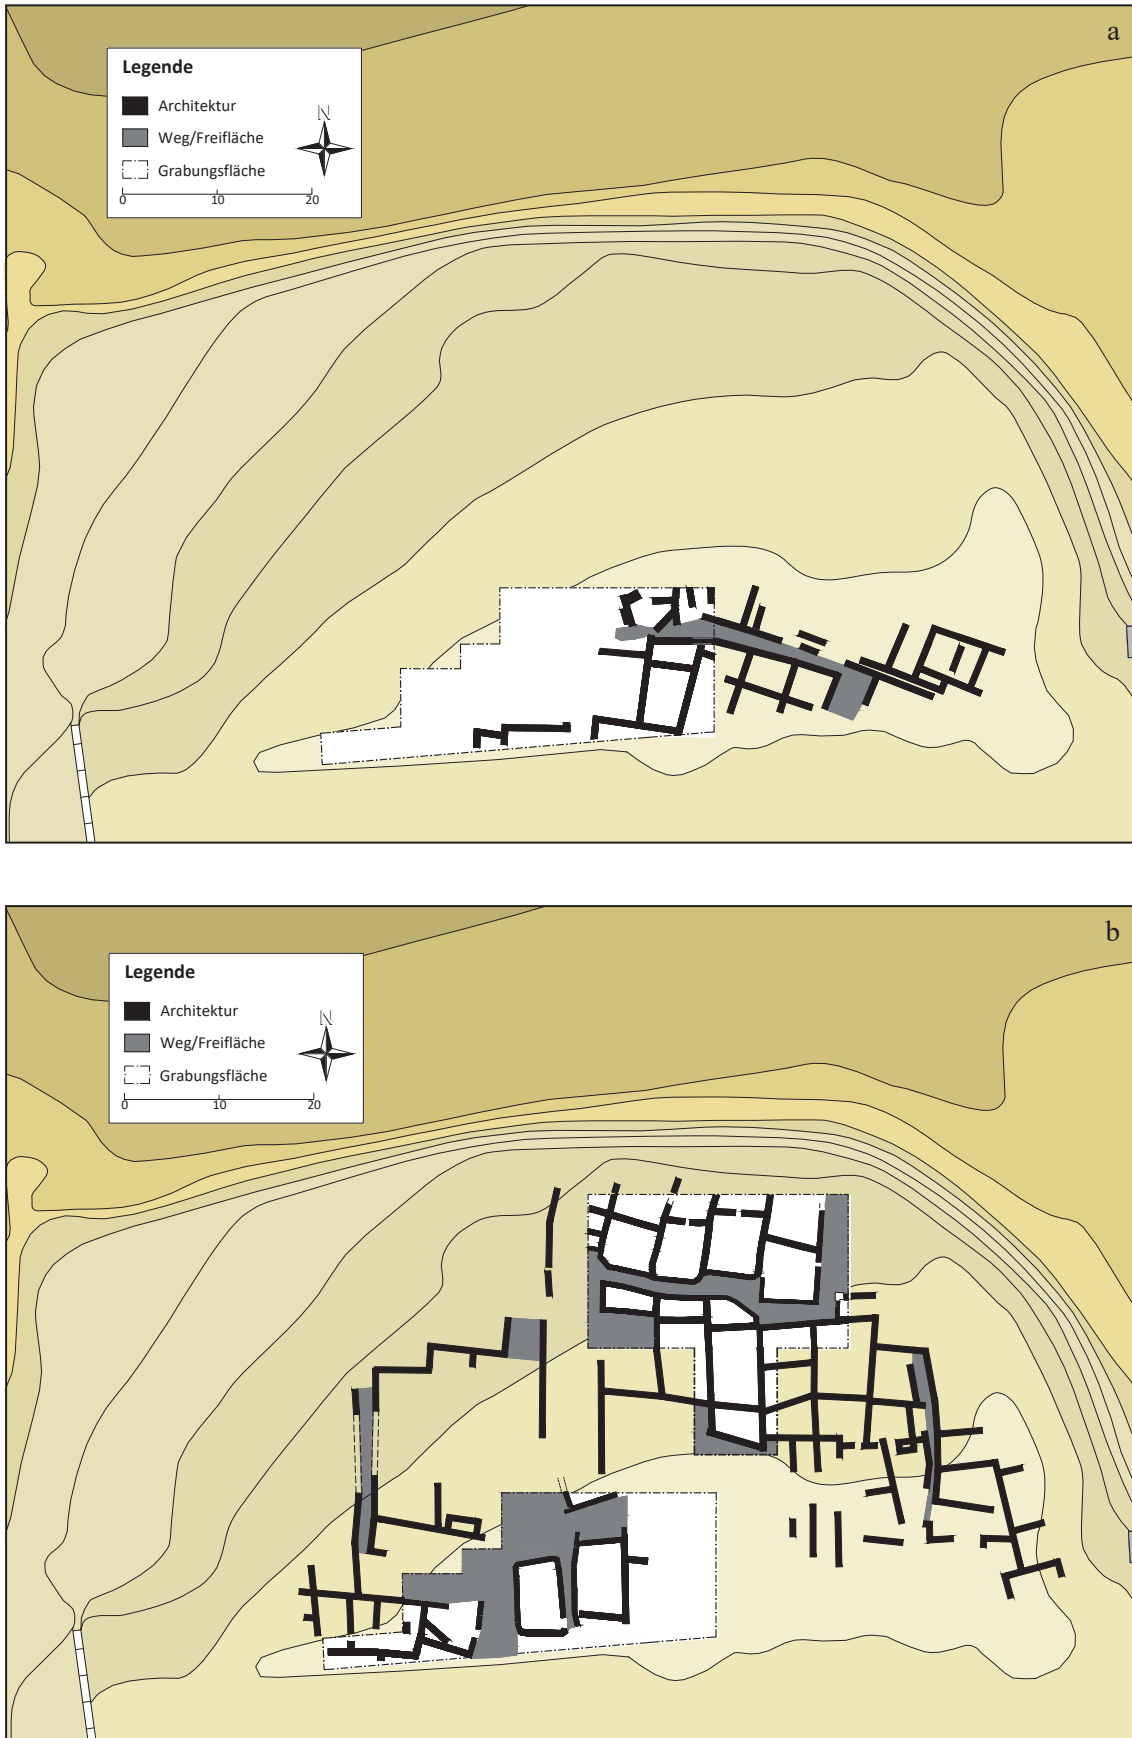 a
Legende
Architektur
Weg/Freifläche
Grabungsfläche
N
0 10 20
b
Legende
Architektur
Weg/Freifläche
Grabungsfläche
N
0 10 20